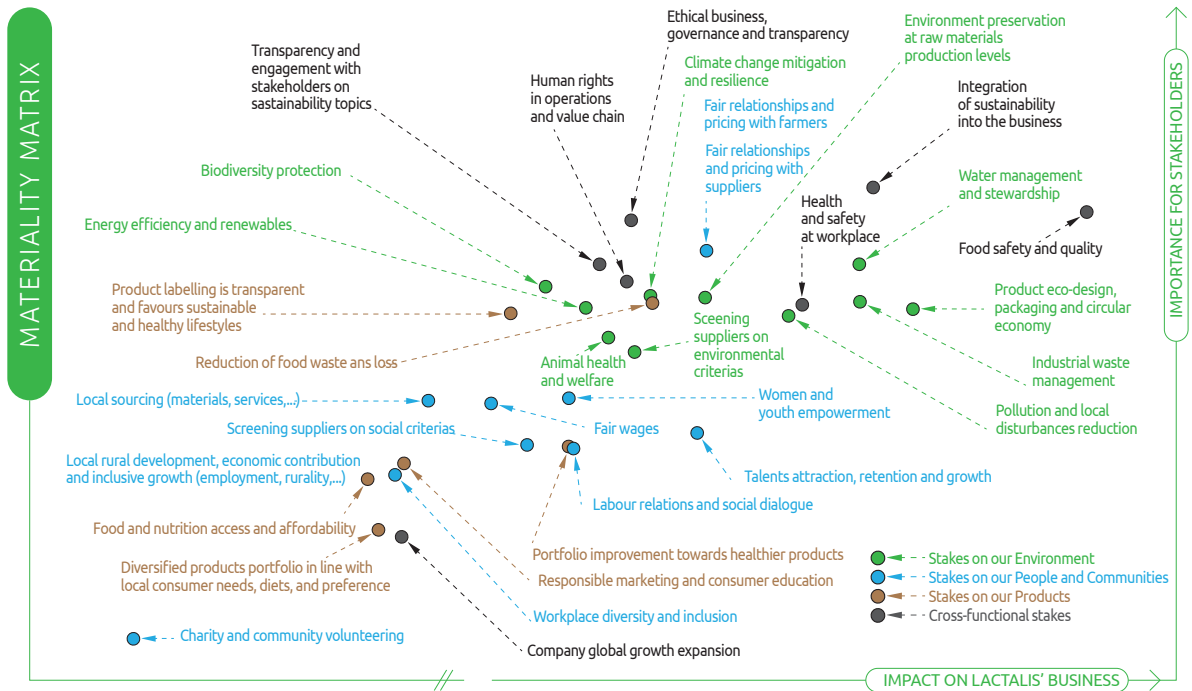 MATERIALITY MATRIX
Transparency and
engagement with
stakeholders on
sastainability topics
Human rights
in operations
and value chain
Ethical business,
governance and transparency
Climate change mitigation
and resilience
Fair relationships and
pricing with farmers
Fair relationships
and pricing with
suppliers
Environment preservation
at raw materials
production levels
Integration
of sustainability
into the business
Water management
and stewardship
Health
and safety
at workplace
Food safety and quality
IMPORTANCE FOR STAKEHOLDERS
Biodiversity protection
Energy efficiency and renewables
Product labelling is transparent
and favours sustainable
and healthy lifestyles
Reduction of food waste ans loss
Animal health
and welfare
Sceening
suppliers on
environmental
criterias
Product eco-design,
packaging and circular
economy
Industrial waste
management
Pollution and local
disturbances reduction
Local sourcing (materials, services,...)
Women and
youth empowerment
Screening suppliers on social criterias
Fair wages
Local rural development, economic contribution
and inclusive growth (employment, rurality,...)
Talents attraction, retention and growth
Labour relations and social dialogue
Food and nutrition access and affordability
Portfolio improvement towards healthier products
Diversified products portfolio in line with
local consumer needs, diets, and preference
Responsible marketing and consumer education
Workplace diversity and inclusion
Charity and community volunteering
Company global growth expansion
Stakes on our Environment
Stakes on our People and Communities
Stakes on our Products
Cross-functional stakes
IMPACT ON LACTALIS' BUSINESS